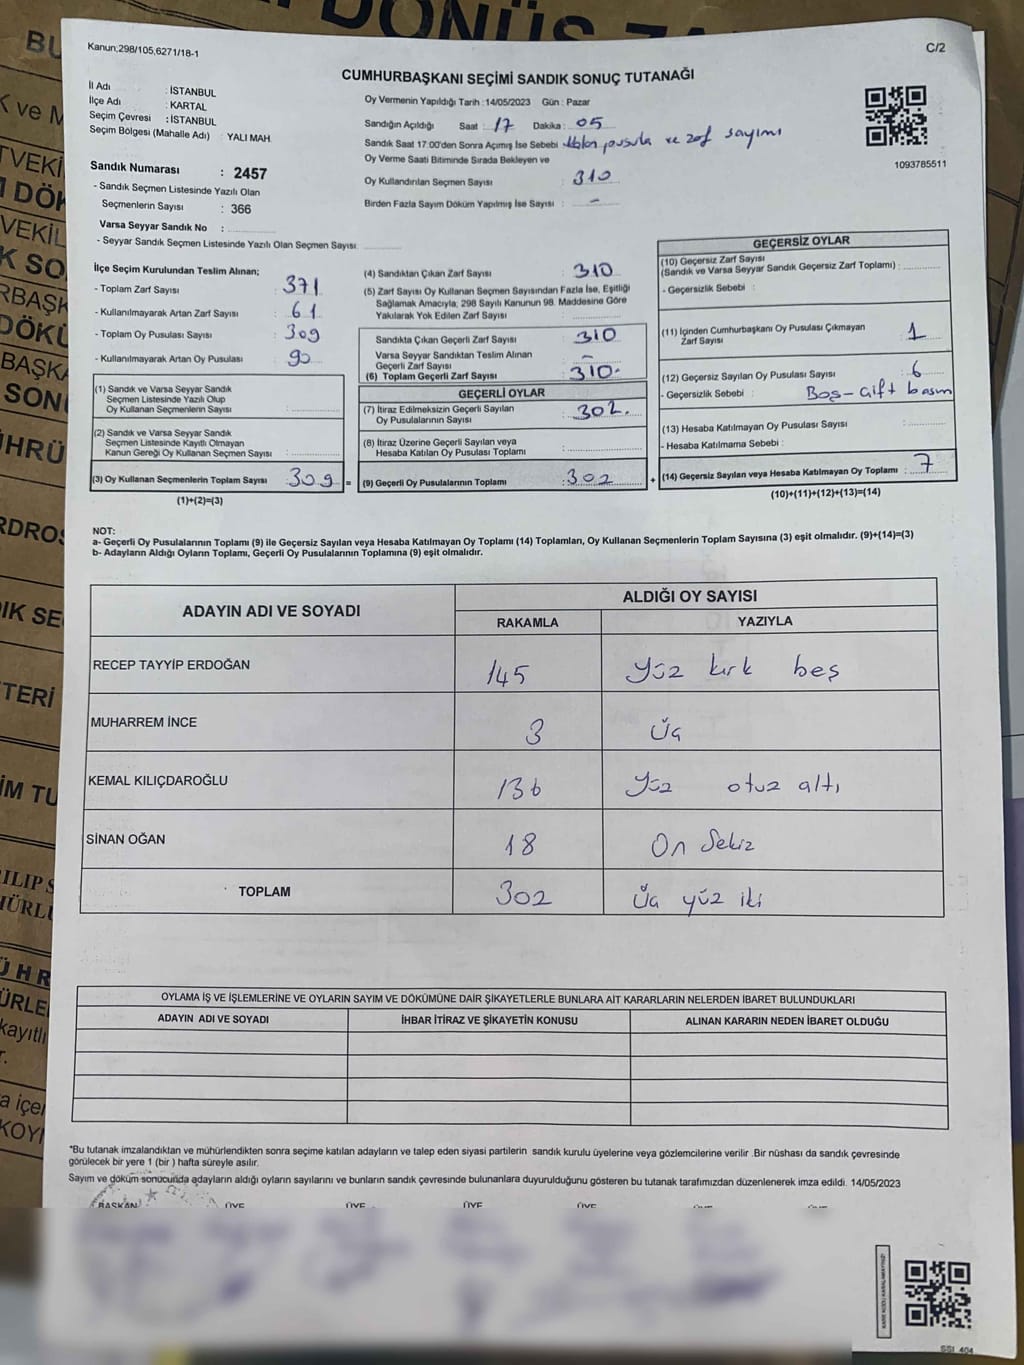 DÖNÜŞ
Kanun;298/105,6271/18-1
C/2
CUMHURBAŞKANI SEÇİMİ SANDIK SONUÇ TUTANAĞI
İl Adı : İSTANBUL
İlçe Adı : KARTAL
Seçim Çevresi : İSTANBUL
Seçim Bölgesi (Mahalle Adı) : YALI MAH.
Sandık Numarası : 2457
- Sandık Seçmen Listesinde Yazılı Olan
Seçmenlerin Sayısı : 366
Varsa Seyyar Sandık No :
- Seyyar Sandık Seçmen Listesinde Yazılı Olan Seçmen Sayısı:
Oy Vermenin Yapıldığı Tarih :14/05/2023 Gün : Pazar
Sandığın Açıldığı Saat : 17 Dakika : 05
Sandık Saat 17.00'den Sonra Açımış İse Sebebi pusula ve zarf sayımı
Oy Verme Saati Bitiminde Sırada Bekleyen ve
Oy Kullandırılan Seçmen Sayısı : 310
Birden Fazla Sayım Döküm Yapılmış İse Sayısı : -
1093785511
İlçe Seçim Kurulundan Teslim Alınan;
- Toplam Zarf Sayısı : 371
- Kullanılmayarak Artan Zarf Sayısı : 61
- Toplam Oy Pusulası Sayısı : 309
- Kullanılmayarak Artan Oy Pusulası : 90
(1) Sandık ve Varsa Seyyar Sandık
Seçmen Listesinde Yazılı Olup
Oy Kullanan Seçmenlerin Sayısı :
(2) Sandık ve Varsa Seyyar Sandık
Seçmen Listesinde Kayıtlı Olmayan
Kanun Gereği Oy Kullanan Seçmen Sayısı :
(3) Oy Kullanan Seçmenlerin Toplam Sayısı : 309 =
(1)+(2)=(3)
(4) Sandıktan Çıkan Zarf Sayısı : 310
(5) Zarf Sayısı Oy Kullanan Seçmen Sayısından Fazla İse, Eşitliği
Sağlamak Amacıyla; 298 Sayılı Kanunun 98. Maddesine Göre
Yakılarak Yok Edilen Zarf Sayısı :
Sandıkta Çıkan Geçerli Zarf Sayısı : 310
Varsa Seyyar Sandıktan Teslim Alınan
Geçerli Zarf Sayısı : -
(6) Toplam Geçerli Zarf Sayısı : 310
GEÇERLİ OYLAR
(7) İtiraz Edilmeksizin Geçerli Sayılan
Oy Pusulalarının Sayısı : 302
(8) İtiraz Üzerine Geçerli Sayılan veya
Hesaba Katılan Oy Pusulası Toplamı :
(9) Geçerli Oy Pusulalarının Toplamı : 302 +
GEÇERSİZ OYLAR
(10) Geçersiz Zarf Sayısı
(Sandık ve Varsa Seyyar Sandık Geçersiz Zarf Toplamı) :
- Geçersizlik Sebebi :
(11) İçinden Cumhurbaşkanı Oy Pusulası Çıkmayan
Zarf Sayısı : 1
(12) Geçersiz Sayılan Oy Pusulası Sayısı : 6
- Geçersizlik Sebebi : Boş - çift basım
(13) Hesaba Katılmayan Oy Pusulası Sayısı :
- Hesaba Katılmama Sebebi :
(14) Geçersiz Sayılan veya Hesaba Katılmayan Oy Toplamı : 7
(10)+(11)+(12)+(13)=(14)
NOT:
a- Geçerli Oy Pusulalarının Toplamı (9) ile Geçersiz Sayılan veya Hesaba Katılmayan Oy Toplamı (14) Toplamları, Oy Kullanan Seçmenlerin Toplam Sayısına (3) eşit olmalıdır. (9)+(14)=(3)
b- Adayların Aldığı Oyların Toplamı, Geçerli Oy Pusulalarının Toplamına (9) eşit olmalıdır.
ADAYIN ADI VE SOYADI ALDIĞI OY SAYISI
RAKAMLA YAZIYLA
RECEP TAYYİP ERDOĞAN 145 Yüz kırk beş
MUHARREM İNCE 3 Üç
KEMAL KILIÇDAROĞLU 136 Yüz otuz altı
SİNAN OĞAN 18 On Sekiz
TOPLAM 302 Üç yüz iki
OYLAMA İŞ VE İŞLEMLERİNE VE OYLARIN SAYIM VE DÖKÜMÜNE DAİR ŞİKAYETLERLE BUNLARA AİT KARARLARIN NELERDEN İBARET BULUNDUKLARI
ADAYIN ADI VE SOYADI İHBAR İTİRAZ VE ŞİKAYETİN KONUSU ALINAN KARARIN NEDEN İBARET OLDUĞU
*Bu tutanak imzalandıktan ve mühürlendikten sonra seçime katılan adayların ve talep eden siyasi partilerin sandık kurulu üyelerine veya gözlemcilerine verilir .Bir nüshası da sandık çevresinde
görülecek bir yere 1 (bir ) hafta süreyle asılır.
Sayım ve döküm sonucunda adayların aldığı oyların sayılarını ve bunların sandık çevresinde bulunanlara duyurulduğunu gösteren bu tutanak tarafımızdan düzenlenerek imza edildi. 14/05/2023
BAŞKAN ÜYE ÜYE ÜYE ÜYE ÜYE ÜYE
SSI 404